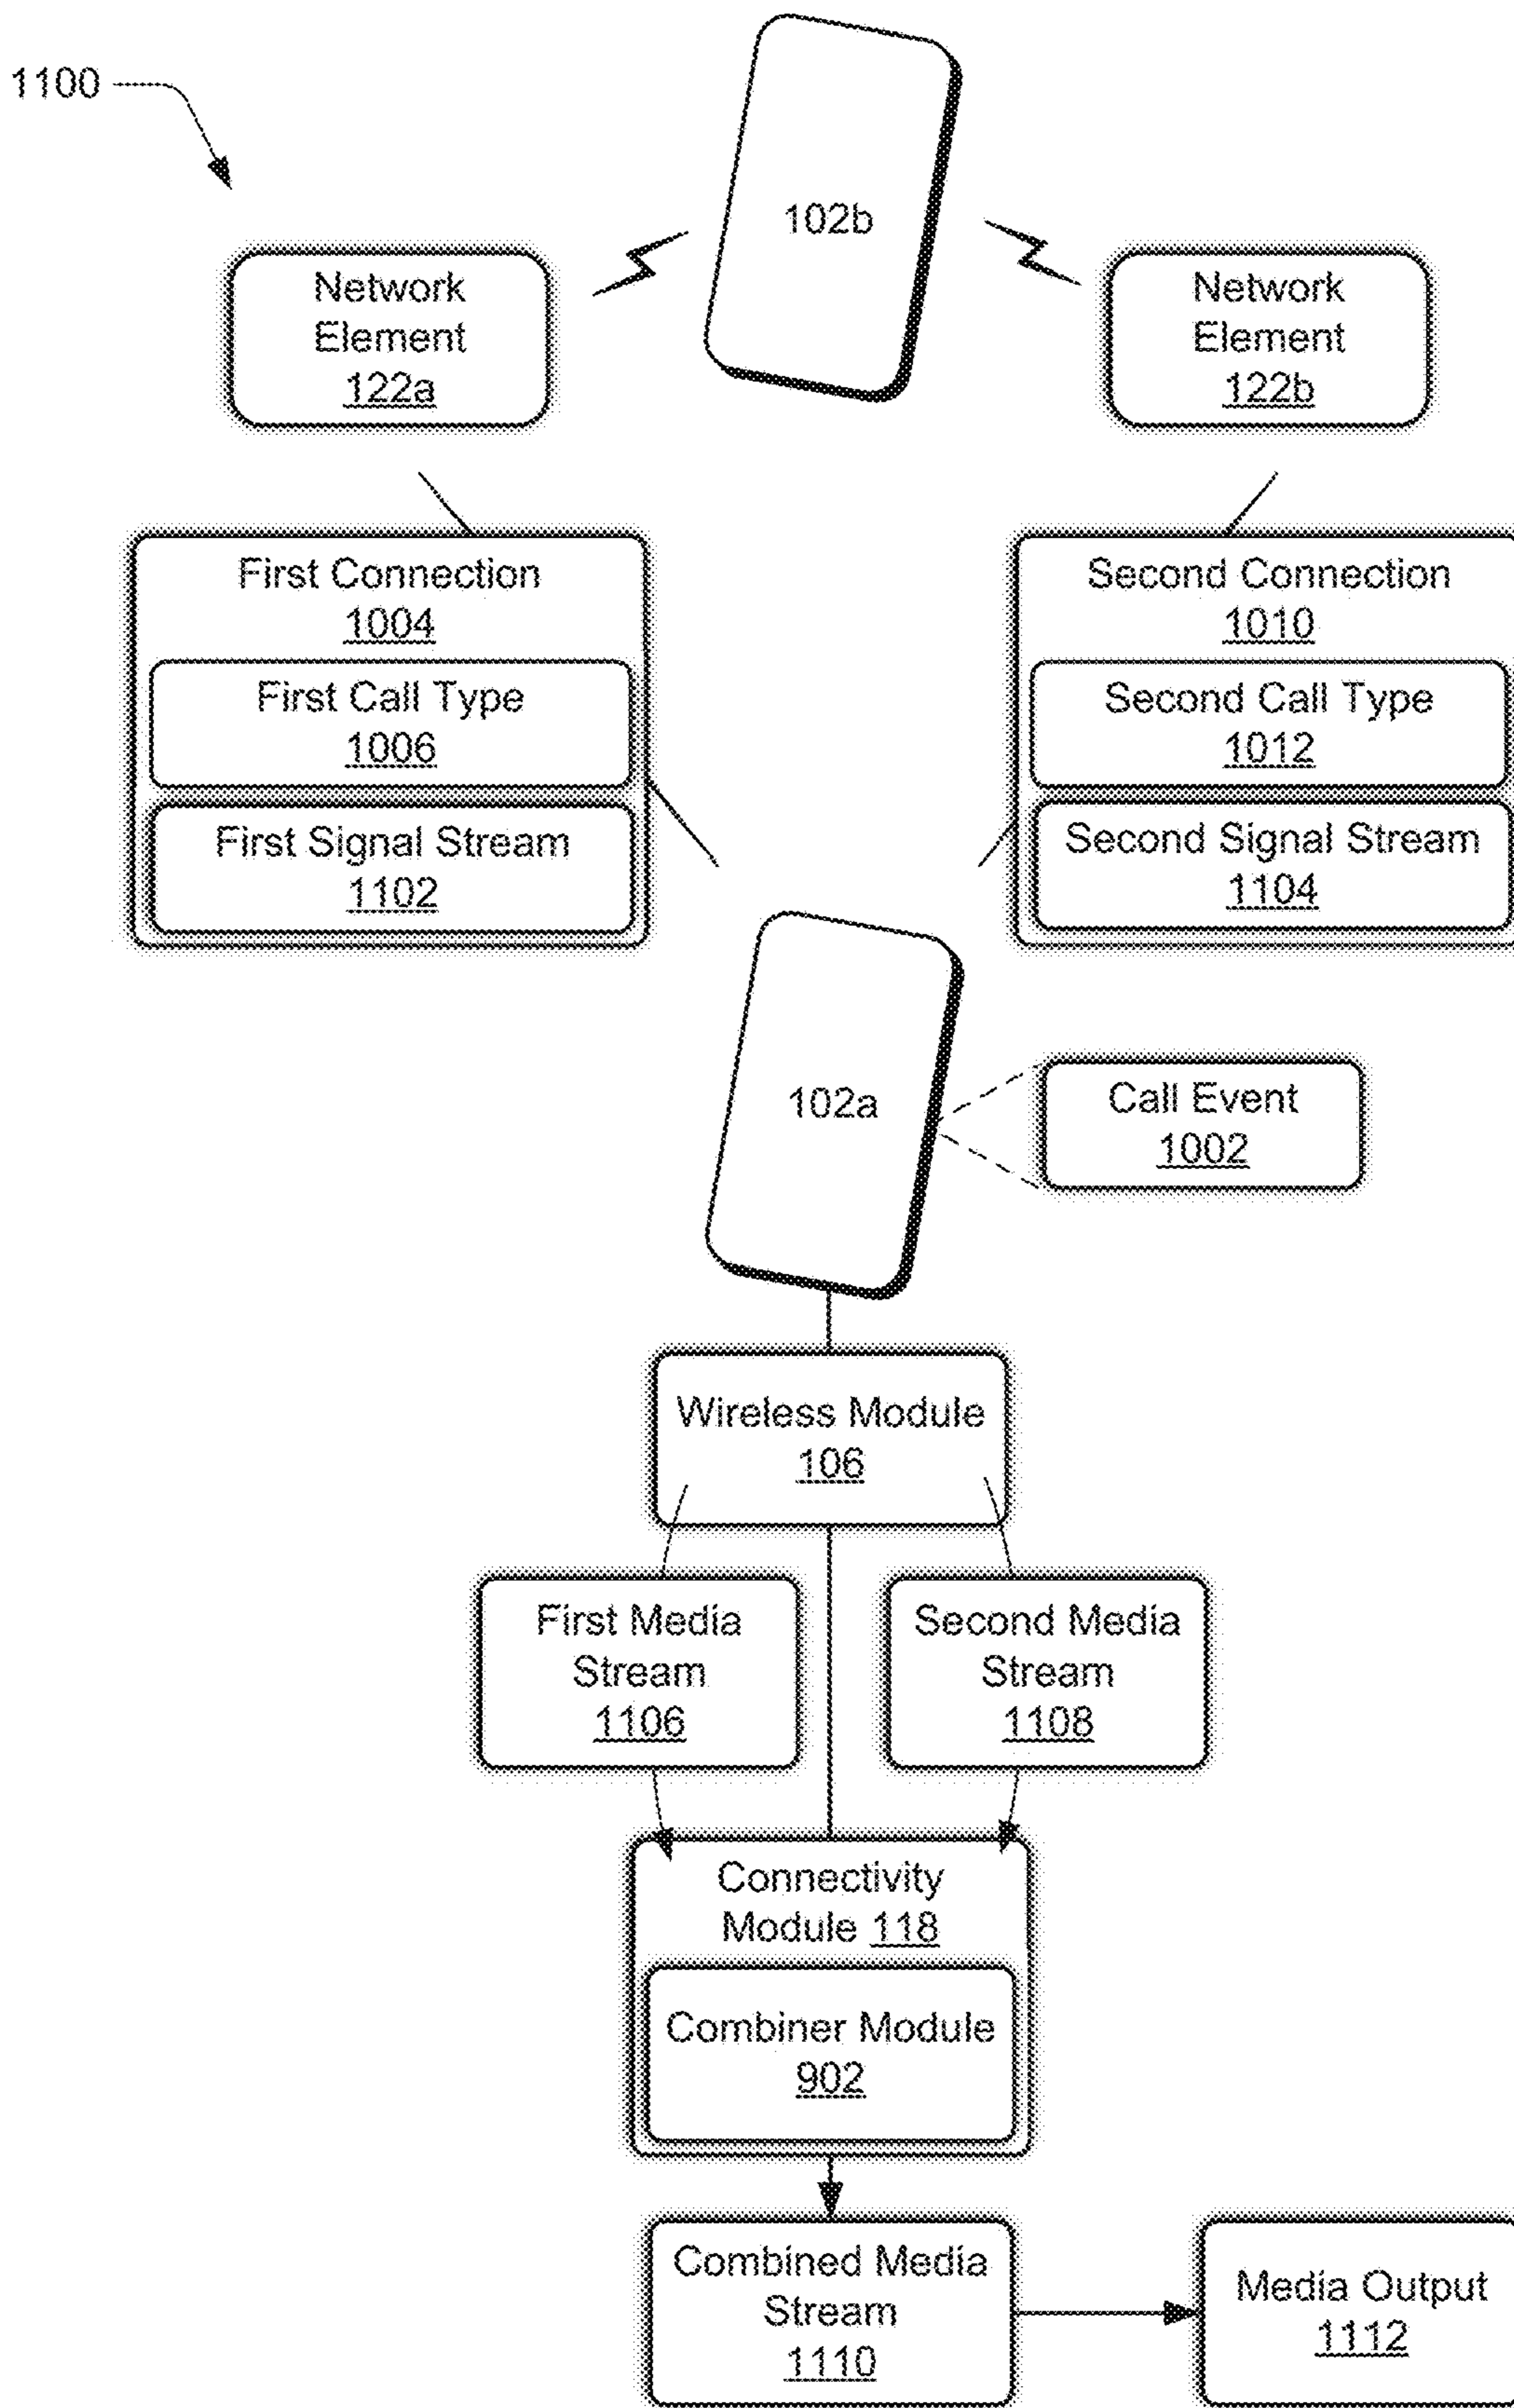 1100
102b
Network
Element
122a
Network
Element
122b
First Connection
1004
First Call Type
1006
First Signal Stream
1102
Second Connection
1010
Second Call Type
1012
Second Signal Stream
1104
102a
Call Event
1002
Wireless Module
106
First Media
Stream
1106
Second Media
Stream
1108
Connectivity
Module 118
Combiner Module
902
Combined Media
Stream
1110
Media Output
1112